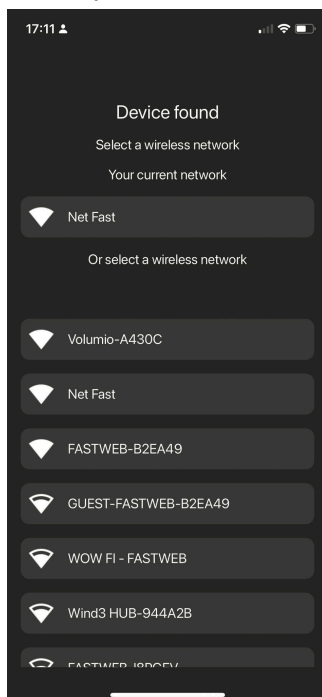 17:11
Device found
Select a wireless network
Your current network
Net Fast
Or select a wireless network
Volumio-A430C
Net Fast
FASTWEB-B2EA49
GUEST-FASTWEB-B2EA49
WOW FI - FASTWEB
Wind3 HUB-944A2B